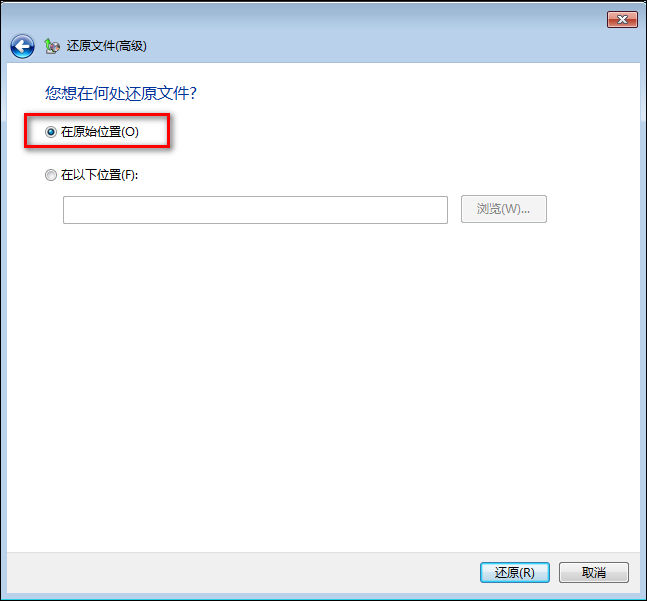 还原文件(高级)
您想在何处还原文件?
在原始位置(O)
在以下位置(F):
浏览(W)...
还原(R)
取消